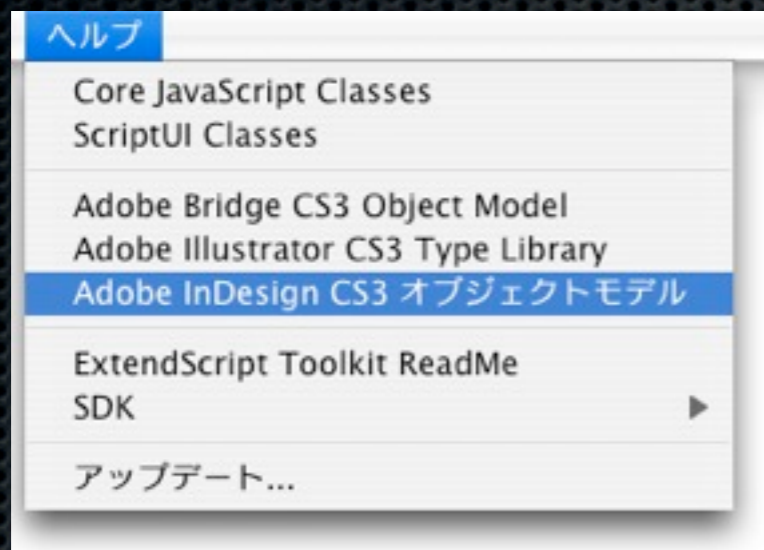 ヘルプ
Core JavaScript Classes
ScriptUI Classes
Adobe Bridge CS3 Object Model
Adobe Illustrator CS3 Type Library
Adobe InDesign CS3 オブジェクトモデル
ExtendScript Toolkit ReadMe
SDK
アップデート...